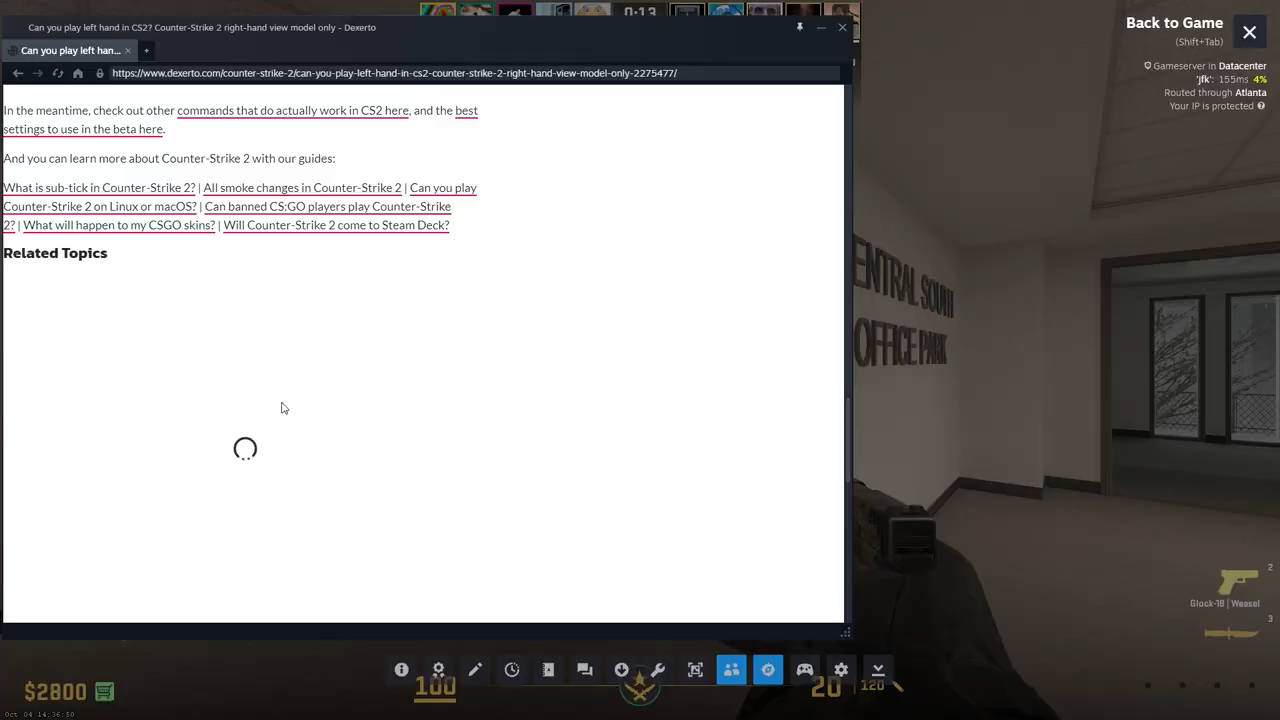 0:13
Can you play left hand in CS2? Counter-Strike 2 right-hand view model only - Dexerto
Back to Game
(Shift+Tab)
Can you play left han...
https://www.dexerto.com/counter-strike-2/can-you-play-left-hand-in-cs2-counter-strike-2-right-hand-view-model-only-2275477/
Gameserver in Datacenter
'jfk': 155ms 4%
Routed through Atlanta
Your IP is protected
In the meantime, check out other commands that do actually work in CS2 here, and the best
settings to use in the beta here.
And you can learn more about Counter-Strike 2 with our guides:
What is sub-tick in Counter-Strike 2? | All smoke changes in Counter-Strike 2 | Can you play
Counter-Strike 2 on Linux or macOS? | Can banned CS:GO players play Counter-Strike
2? | What will happen to my CSGO skins? | Will Counter-Strike 2 come to Steam Deck?
Related Topics
ENTRAL SOUTH
OFFICE PARK
2
Glock-18 | Weasel
3
$2800
100
20 | 120
Oct 04 14:36:50